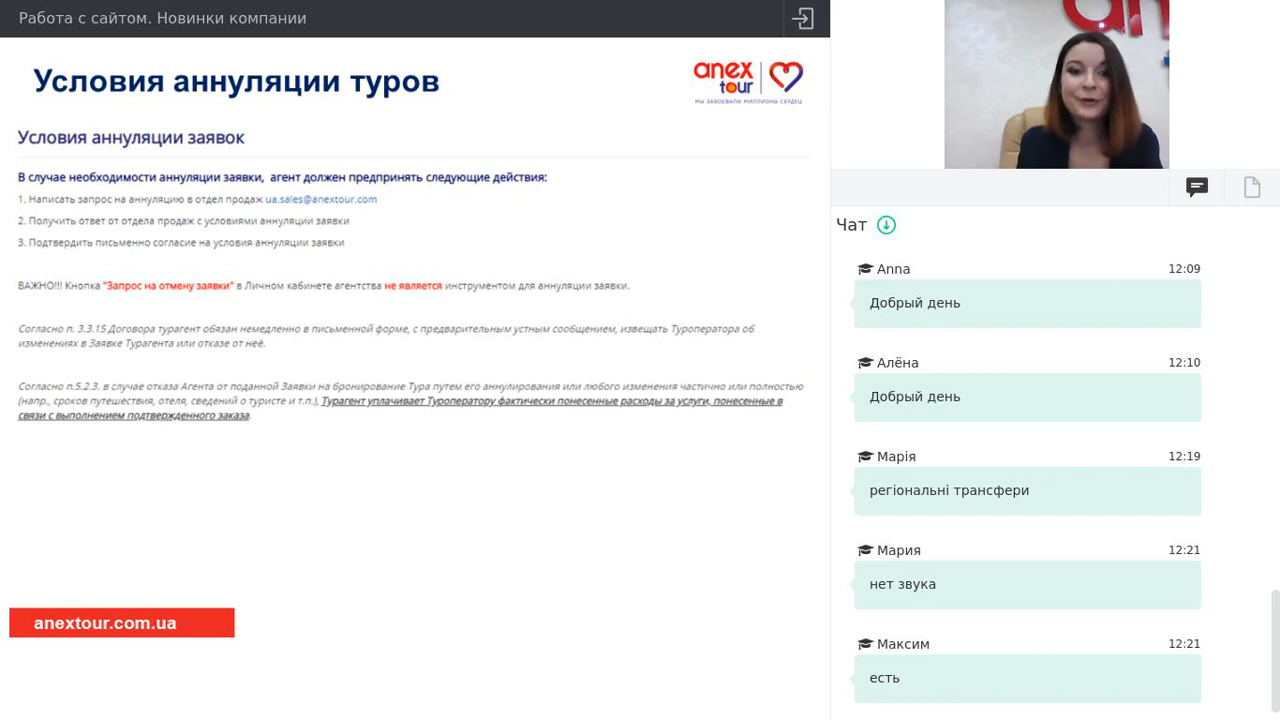 Работа с сайтом. Новинки компании
Условия аннуляции туров
anex
tour
МЫ ЗАВОЕВАЛИ МИЛЛИОНЫ СЕРДЕЦ
Условия аннуляции заявок
В случае необходимости аннуляции заявки, агент должен предпринять следующие действия:
1. Написать запрос на аннуляцию в отдел продаж ua.sales@anextour.com
2. Получить ответ от отдела продаж с условиями аннуляции заявки
3. Подтвердить письменно согласие на условия аннуляции заявки
ВАЖНО!!! Кнопка "Запрос на отмену заявки" в Личном кабинете агентства не является инструментом для аннуляции заявки.
Согласно п. 3.3.15 Договора турагент обязан немедленно в письменной форме, с предварительным устным сообщением, извещать Туроператора об
изменениях в Заявке Турагента или отказе от неё.
Согласно п.5.2.3. в случае отказа Агента от поданной Заявки на бронирование Тура путем его аннулирования или любого изменения частично или полностью
(напр., сроков путешествия, отеля, сведений о туристе и т.п.), Турагент уплачивает Туроператору фактически понесенные расходы за услуги, понесенные в
связи с выполнением подтвержденного заказа.
anextour.com.ua
an
Чат
Anna 12:09
Добрый день
Алёна 12:10
Добрый день
Марія 12:19
регіональні трансфери
Мария 12:21
нет звука
Максим 12:21
есть